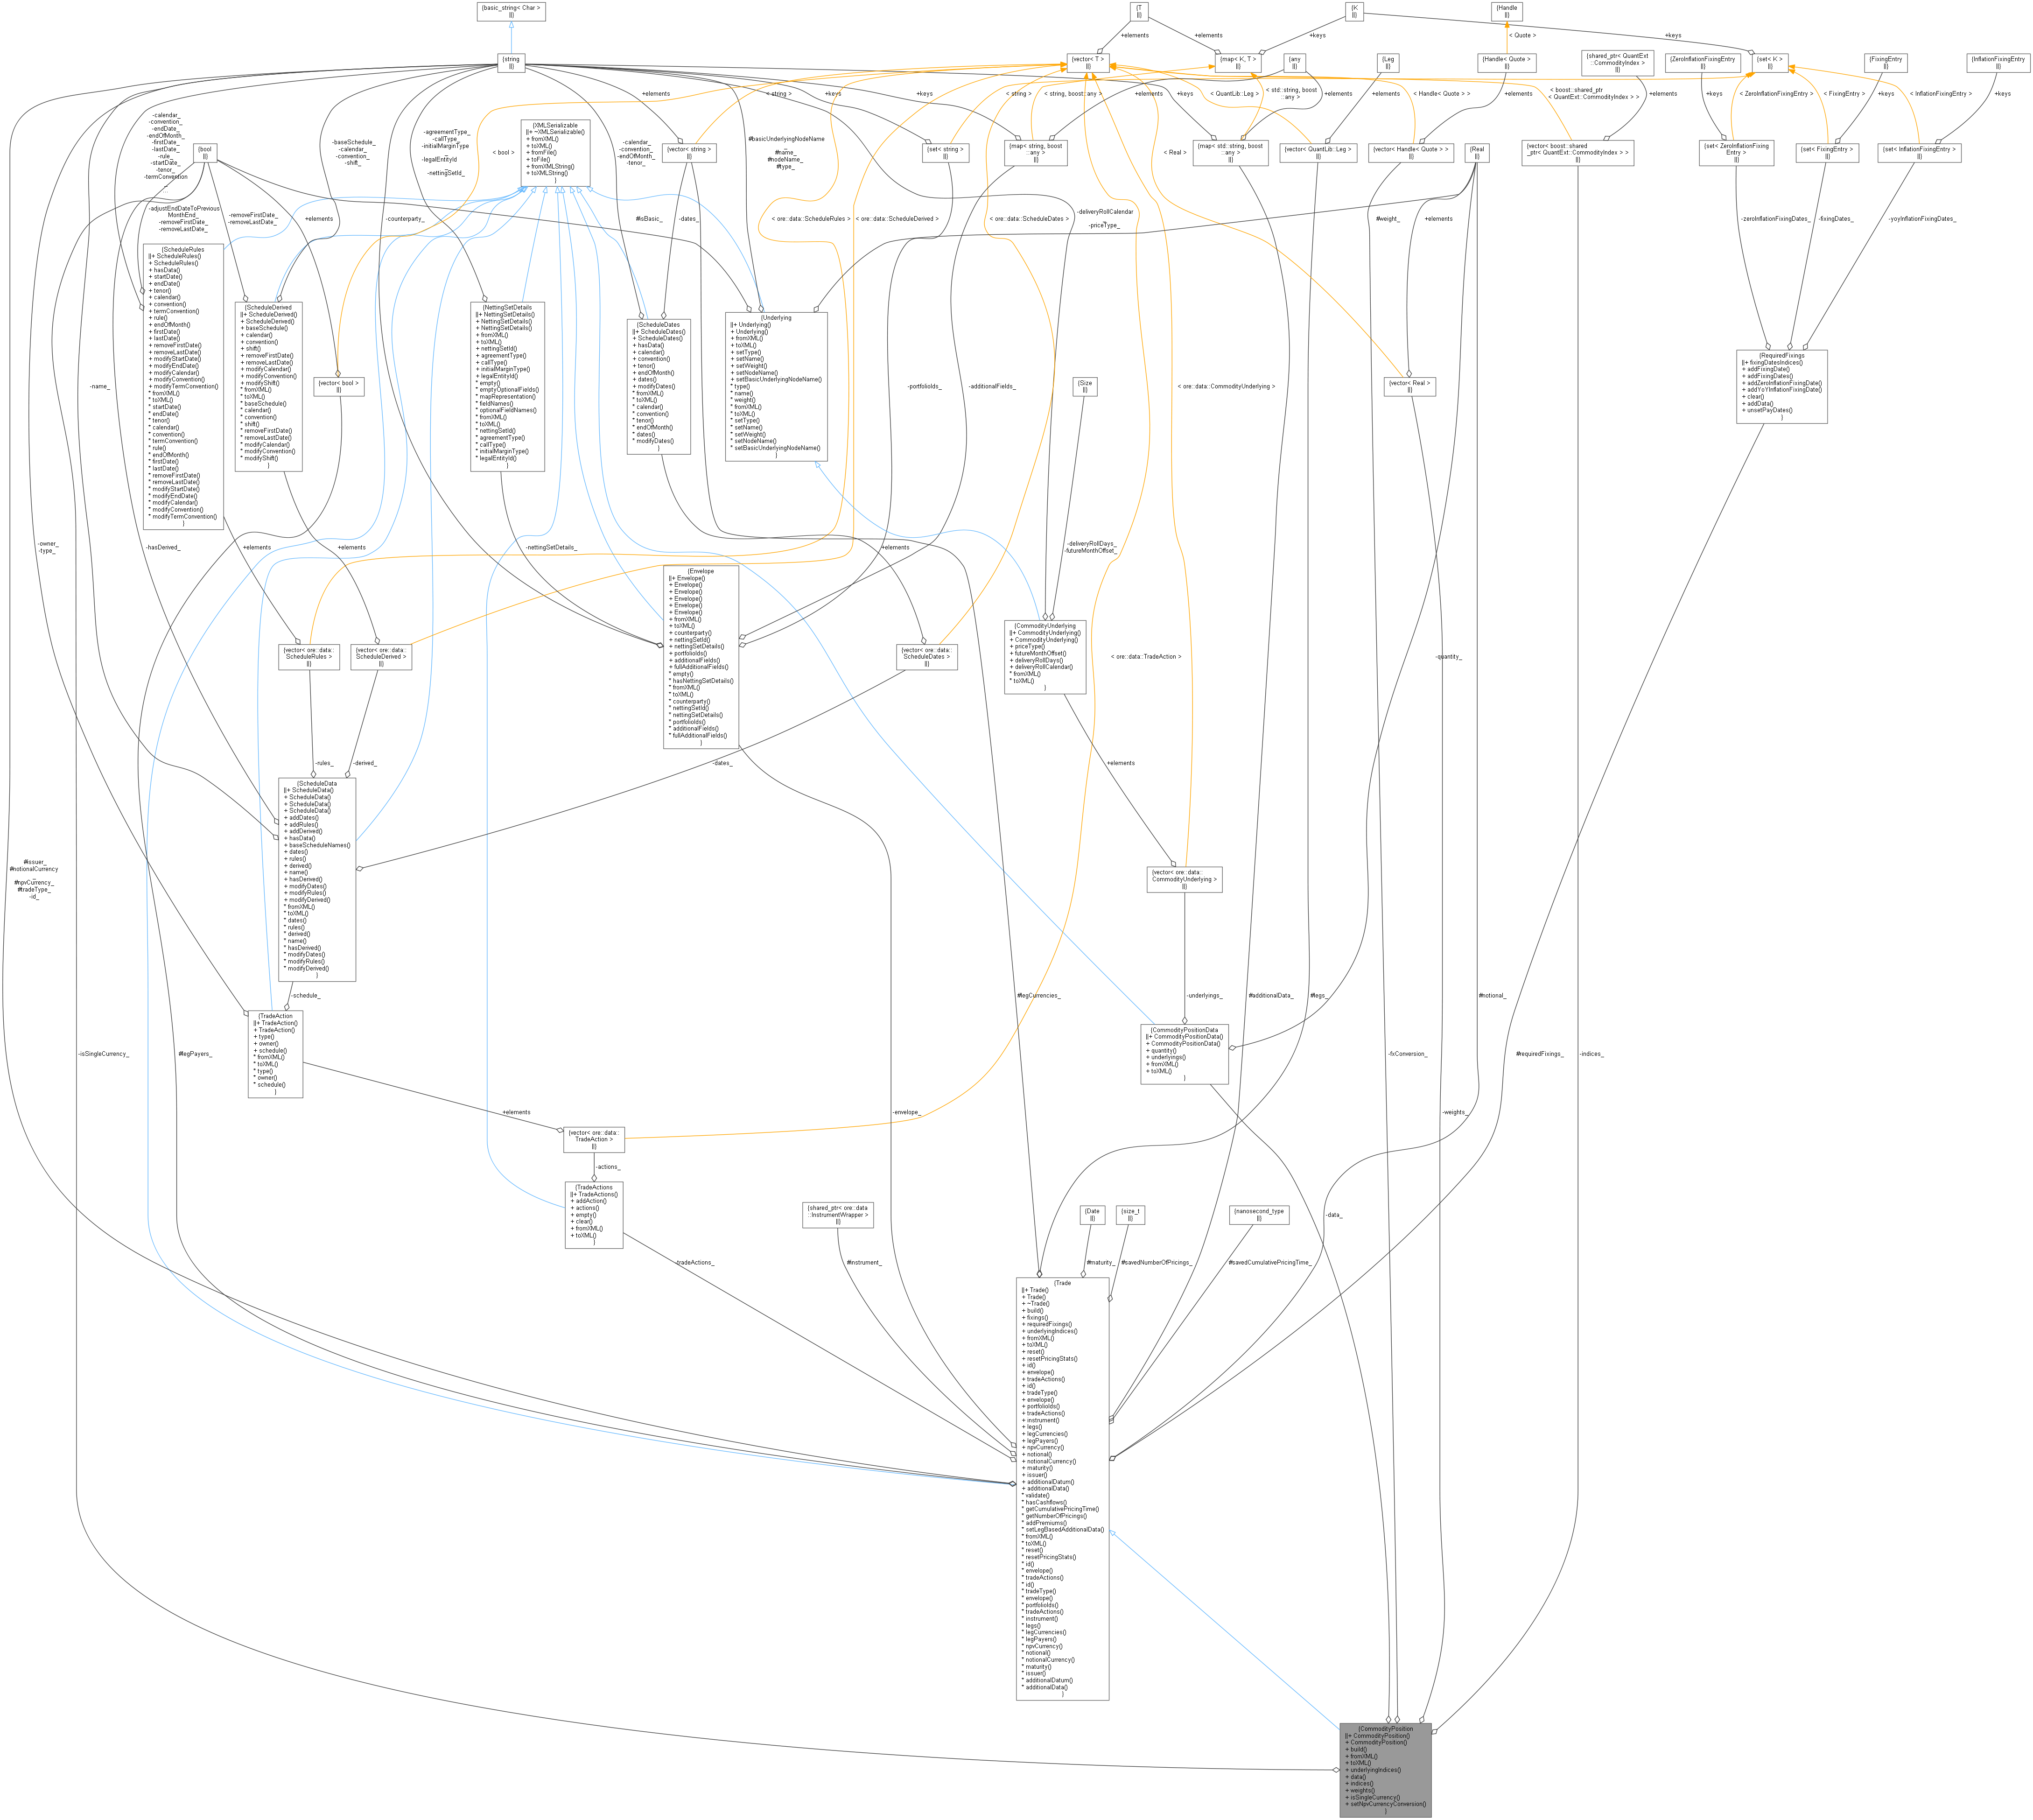 {basic_string< Char >
||}
{T
||}
{K
||}
{Handle
||}
+elements
+elements
+keys
< Quote >
+keys
{string
||}
{vector< T >
||}
{map< K, T >
||}
{any
||}
{Leg
||}
{Handle< Quote >
||}
{shared_ptr< QuantExt
::CommodityIndex >
||}
{ZeroInflationFixingEntry
||}
{set< K >
||}
{FixingEntry
||}
{InflationFixingEntry
||}
-calendar_
-convention_
-endDate_
-endOfMonth_
-firstDate_
-lastDate_
-rule_
-startDate_
-tenor_
-termConvention
_
-baseSchedule_
-calendar_
-convention_
-shift_
-agreementType_
-callType_
-initialMarginType
_
-legalEntityId
_
-nettingSetId_
< bool >
{XMLSerializable
||+ ~XMLSerializable()
+ fromXML()
+ toXML()
+ fromFile()
+ toFile()
+ fromXMLString()
+ toXMLString()
}
-calendar_
-convention_
-endOfMonth_
-tenor_
+elements
< string >
#basicUnderlyingNodeName
_
#name_
#nodeName_
#type_
+keys
+keys
< string >
< string, boost::any >
+elements
+keys
< QuantLib::Leg >
< std::string, boost
::any >
+elements
+elements
< Handle< Quote > >
+elements
< boost::shared_ptr
< QuantExt::CommodityIndex > >
+elements
+keys
< ZeroInflationFixingEntry >
< FixingEntry >
+keys
< InflationFixingEntry >
+keys
{bool
||}
{vector< string >
||}
{set< string >
||}
{map< string, boost
::any >
||}
< Real >
{map< std::string, boost
::any >
||}
{vector< QuantLib::Leg >
||}
{vector< Handle< Quote > >
||}
{Real
||}
{vector< boost::shared
_ptr< QuantExt::CommodityIndex > >
||}
{set< ZeroInflationFixing
Entry >
||}
{set< FixingEntry >
||}
{set< InflationFixingEntry >
||}
-adjustEndDateToPrevious
MonthEnd_
-removeFirstDate_
-removeLastDate_
-removeFirstDate_
-removeLastDate_
+elements
-counterparty_
#isBasic_
-dates_
< ore::data::ScheduleRules >
< ore::data::ScheduleDerived >
< ore::data::ScheduleDates >
-deliveryRollCalendar
_
-priceType_
#weight_
+elements
-zeroInflationFixingDates_
-fixingDates_
-yoyInflationFixingDates_
{ScheduleRules
||+ ScheduleRules()
+ ScheduleRules()
+ hasData()
+ startDate()
+ endDate()
+ tenor()
+ calendar()
+ convention()
+ termConvention()
+ rule()
+ endOfMonth()
+ firstDate()
+ lastDate()
+ removeFirstDate()
+ removeLastDate()
+ modifyStartDate()
+ modifyEndDate()
+ modifyCalendar()
+ modifyConvention()
+ modifyTermConvention()
* fromXML()
* toXML()
* startDate()
* endDate()
* tenor()
* calendar()
* convention()
* termConvention()
* rule()
* endOfMonth()
* firstDate()
* lastDate()
* removeFirstDate()
* removeLastDate()
* modifyStartDate()
* modifyEndDate()
* modifyCalendar()
* modifyConvention()
* modifyTermConvention()
}
{ScheduleDerived
||+ ScheduleDerived()
+ ScheduleDerived()
+ baseSchedule()
+ calendar()
+ convention()
+ shift()
+ removeFirstDate()
+ removeLastDate()
+ modifyCalendar()
+ modifyConvention()
+ modifyShift()
* fromXML()
* toXML()
* baseSchedule()
* calendar()
* convention()
* shift()
* removeFirstDate()
* removeLastDate()
* modifyCalendar()
* modifyConvention()
* modifyShift()
}
{vector< bool >
||}
{NettingSetDetails
||+ NettingSetDetails()
+ NettingSetDetails()
+ NettingSetDetails()
+ fromXML()
+ toXML()
+ nettingSetId()
+ agreementType()
+ callType()
+ initialMarginType()
+ legalEntityId()
* empty()
* emptyOptionalFields()
* mapRepresentation()
* fieldNames()
* optionalFieldNames()
* fromXML()
* toXML()
* nettingSetId()
* agreementType()
* callType()
* initialMarginType()
* legalEntityId()
}
{ScheduleDates
||+ ScheduleDates()
+ ScheduleDates()
+ hasData()
+ calendar()
+ convention()
+ tenor()
+ endOfMonth()
+ dates()
+ modifyDates()
* fromXML()
* toXML()
* calendar()
* convention()
* tenor()
* endOfMonth()
* dates()
* modifyDates()
}
{Underlying
||+ Underlying()
+ Underlying()
+ fromXML()
+ toXML()
+ setType()
+ setName()
+ setWeight()
+ setNodeName()
+ setBasicUnderlyingNodeName()
* type()
* name()
* weight()
* fromXML()
* toXML()
* setType()
* setName()
* setWeight()
* setNodeName()
* setBasicUnderlyingNodeName()
}
-name_
-portfolioIds_
-additionalFields_
{Size
||}
< ore::data::CommodityUnderlying >
{vector< Real >
||}
{RequiredFixings
||+ fixingDatesIndices()
+ addFixingDate()
+ addFixingDates()
+ addZeroInflationFixingDate()
+ addYoYInflationFixingDate()
+ clear()
+ addData()
+ unsetPayDates()
}
-owner_
-type_
-hasDerived_
+elements
+elements
-nettingSetDetails_
+elements
-deliveryRollDays_
-futureMonthOffset_
{Envelope
||+ Envelope()
+ Envelope()
+ Envelope()
+ Envelope()
+ Envelope()
+ Envelope()
+ fromXML()
+ toXML()
+ counterparty()
+ nettingSetId()
+ nettingSetDetails()
+ portfolioIds()
+ additionalFields()
+ fullAdditionalFields()
* empty()
* hasNettingSetDetails()
* fromXML()
* toXML()
* counterparty()
* nettingSetId()
* nettingSetDetails()
* portfolioIds()
* additionalFields()
* fullAdditionalFields()
}
{vector< ore::data::
ScheduleRules >
||}
{vector< ore::data::
ScheduleDerived >
||}
{vector< ore::data::
ScheduleDates >
||}
{CommodityUnderlying
||+ CommodityUnderlying()
+ CommodityUnderlying()
+ priceType()
+ futureMonthOffset()
+ deliveryRollDays()
+ deliveryRollCalendar()
* fromXML()
* toXML()
}
< ore::data::TradeAction >
-quantity_
-rules_
-derived_
-dates_
+elements
{ScheduleData
||+ ScheduleData()
+ ScheduleData()
+ ScheduleData()
+ ScheduleData()
+ addDates()
+ addRules()
+ addDerived()
+ hasData()
+ baseScheduleNames()
+ dates()
+ rules()
+ derived()
+ name()
+ hasDerived()
+ modifyDates()
+ modifyRules()
+ modifyDerived()
* fromXML()
* toXML()
* dates()
* rules()
* derived()
* name()
* hasDerived()
* modifyDates()
* modifyRules()
* modifyDerived()
}
#issuer_
#notionalCurrency
_
#npvCurrency_
#tradeType_
-id_
{vector< ore::data::
CommodityUnderlying >
||}
-schedule_
#legCurrencies_
-underlyings_
#additionalData_
#legs_
#notional_
{TradeAction
||+ TradeAction()
+ TradeAction()
+ type()
+ owner()
+ schedule()
* fromXML()
* toXML()
* type()
* owner()
* schedule()
}
{CommodityPositionData
||+ CommodityPositionData()
+ CommodityPositionData()
+ quantity()
+ underlyings()
+ fromXML()
+ toXML()
}
-isSingleCurrency_
#legPayers_
-fxConversion_
#requiredFixings_
-indices_
+elements
-envelope_
-weights_
{vector< ore::data::
TradeAction >
||}
-actions_
{TradeActions
||+ TradeActions()
+ addAction()
+ actions()
+ empty()
+ clear()
+ fromXML()
+ toXML()
}
{shared_ptr< ore::data
::InstrumentWrapper >
||}
{Date
||}
{size_t
||}
{nanosecond_type
||}
-data_
-tradeActions_
#instrument_
#maturity_
#savedNumberOfPricings_
#savedCumulativePricingTime_
{Trade
||+ Trade()
+ Trade()
+ ~Trade()
+ build()
+ fixings()
+ requiredFixings()
+ underlyingIndices()
+ fromXML()
+ toXML()
+ reset()
+ resetPricingStats()
+ id()
+ envelope()
+ tradeActions()
+ id()
+ tradeType()
+ envelope()
+ portfolioIds()
+ tradeActions()
+ instrument()
+ legs()
+ legCurrencies()
+ legPayers()
+ npvCurrency()
+ notional()
+ notionalCurrency()
+ maturity()
+ issuer()
+ additionalDatum()
+ additionalData()
* validate()
* hasCashflows()
* getCumulativePricingTime()
* getNumberOfPricings()
* addPremiums()
* setLegBasedAdditionalData()
* fromXML()
* toXML()
* reset()
* resetPricingStats()
* id()
* envelope()
* tradeActions()
* id()
* tradeType()
* envelope()
* portfolioIds()
* tradeActions()
* instrument()
* legs()
* legCurrencies()
* legPayers()
* npvCurrency()
* notional()
* notionalCurrency()
* maturity()
* issuer()
* additionalDatum()
* additionalData()
}
{CommodityPosition
||+ CommodityPosition()
+ CommodityPosition()
+ build()
+ fromXML()
+ toXML()
+ underlyingIndices()
+ data()
+ indices()
+ weights()
+ isSingleCurrency()
+ setNpvCurrencyConversion()
}